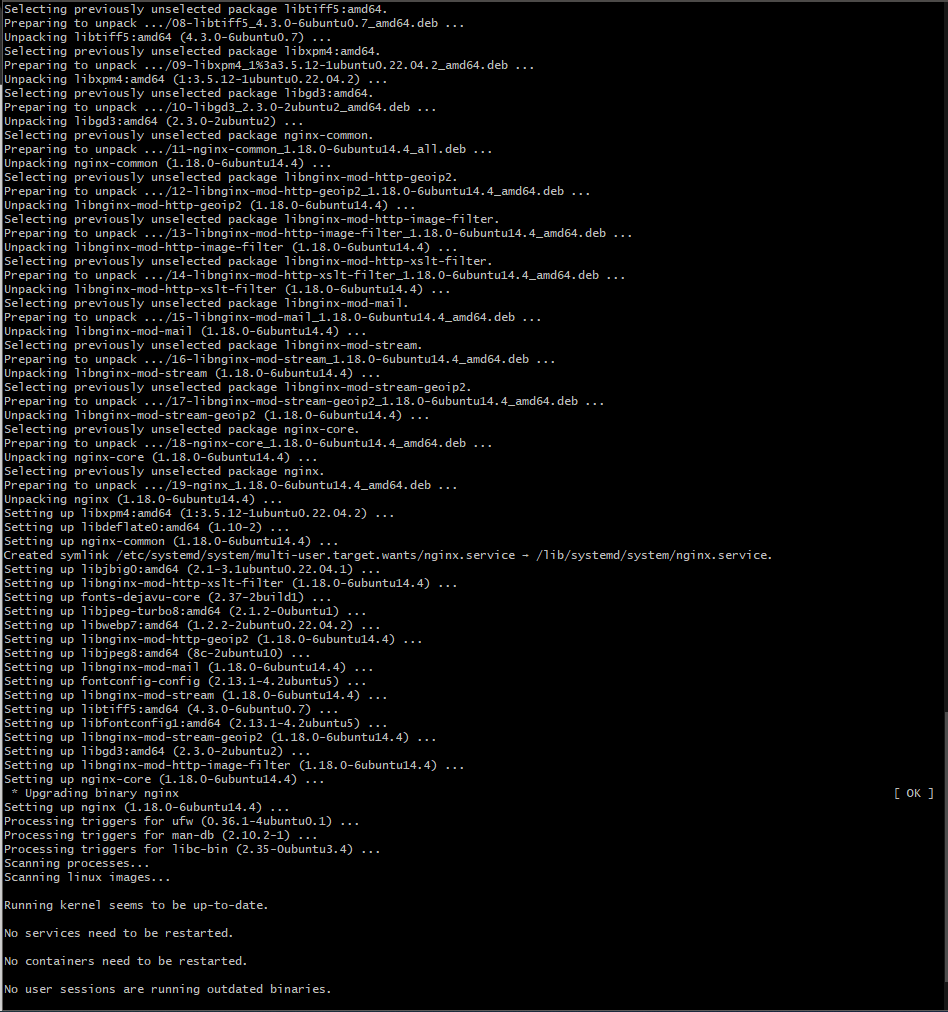 Selecting previously unselected package libtiff5:amd64.
Preparing to unpack .../08-libtiff5_4.3.0-6ubuntu0.7_amd64.deb ...
Unpacking libtiff5:amd64 (4.3.0-6ubuntu0.7) ...
Selecting previously unselected package libxpm4:amd64.
Preparing to unpack .../09-libxpm4_1%3a3.5.12-1ubuntu0.22.04.2_amd64.deb ...
Unpacking libxpm4:amd64 (1:3.5.12-1ubuntu0.22.04.2) ...
Selecting previously unselected package libgd3:amd64.
Preparing to unpack .../10-libgd3_2.3.0-2ubuntu2_amd64.deb ...
Unpacking libgd3:amd64 (2.3.0-2ubuntu2) ...
Selecting previously unselected package nginx-common.
Preparing to unpack .../11-nginx-common_1.18.0-6ubuntu14.4_all.deb ...
Unpacking nginx-common (1.18.0-6ubuntu14.4) ...
Selecting previously unselected package libnginx-mod-http-geoip2.
Preparing to unpack .../12-libnginx-mod-http-geoip2_1.18.0-6ubuntu14.4_amd64.deb ...
Unpacking libnginx-mod-http-geoip2 (1.18.0-6ubuntu14.4) ...
Selecting previously unselected package libnginx-mod-http-image-filter.
Preparing to unpack .../13-libnginx-mod-http-image-filter_1.18.0-6ubuntu14.4_amd64.deb ...
Unpacking libnginx-mod-http-image-filter (1.18.0-6ubuntu14.4) ...
Selecting previously unselected package libnginx-mod-http-xslt-filter.
Preparing to unpack .../14-libnginx-mod-http-xslt-filter_1.18.0-6ubuntu14.4_amd64.deb ...
Unpacking libnginx-mod-http-xslt-filter (1.18.0-6ubuntu14.4) ...
Selecting previously unselected package libnginx-mod-mail.
Preparing to unpack .../15-libnginx-mod-mail_1.18.0-6ubuntu14.4_amd64.deb ...
Unpacking libnginx-mod-mail (1.18.0-6ubuntu14.4) ...
Selecting previously unselected package libnginx-mod-stream.
Preparing to unpack .../16-libnginx-mod-stream_1.18.0-6ubuntu14.4_amd64.deb ...
Unpacking libnginx-mod-stream (1.18.0-6ubuntu14.4) ...
Selecting previously unselected package libnginx-mod-stream-geoip2.
Preparing to unpack .../17-libnginx-mod-stream-geoip2_1.18.0-6ubuntu14.4_amd64.deb ...
Unpacking libnginx-mod-stream-geoip2 (1.18.0-6ubuntu14.4) ...
Selecting previously unselected package nginx-core.
Preparing to unpack .../18-nginx-core_1.18.0-6ubuntu14.4_amd64.deb ...
Unpacking nginx-core (1.18.0-6ubuntu14.4) ...
Selecting previously unselected package nginx.
Preparing to unpack .../19-nginx_1.18.0-6ubuntu14.4_amd64.deb ...
Unpacking nginx (1.18.0-6ubuntu14.4) ...
Setting up libxpm4:amd64 (1:3.5.12-1ubuntu0.22.04.2) ...
Setting up libdeflate0:amd64 (1.10-2) ...
Setting up nginx-common (1.18.0-6ubuntu14.4) ...
Created symlink /etc/systemd/system/multi-user.target.wants/nginx.service → /lib/systemd/system/nginx.service.
Setting up libjbig0:amd64 (2.1-3.1ubuntu0.22.04.1) ...
Setting up libnginx-mod-http-xslt-filter (1.18.0-6ubuntu14.4) ...
Setting up fonts-dejavu-core (2.37-2build1) ...
Setting up libjpeg-turbo8:amd64 (2.1.2-0ubuntu1) ...
Setting up libwebp7:amd64 (1.2.2-2ubuntu0.22.04.2) ...
Setting up libnginx-mod-http-geoip2 (1.18.0-6ubuntu14.4) ...
Setting up libjpeg8:amd64 (8c-2ubuntu10) ...
Setting up libnginx-mod-mail (1.18.0-6ubuntu14.4) ...
Setting up fontconfig-config (2.13.1-4.2ubuntu5) ...
Setting up libnginx-mod-stream (1.18.0-6ubuntu14.4) ...
Setting up libtiff5:amd64 (4.3.0-6ubuntu0.7) ...
Setting up libfontconfig1:amd64 (2.13.1-4.2ubuntu5) ...
Setting up libnginx-mod-stream-geoip2 (1.18.0-6ubuntu14.4) ...
Setting up libgd3:amd64 (2.3.0-2ubuntu2) ...
Setting up libnginx-mod-http-image-filter (1.18.0-6ubuntu14.4) ...
Setting up nginx-core (1.18.0-6ubuntu14.4) ...
 * Upgrading binary nginx [ OK ]
Setting up nginx (1.18.0-6ubuntu14.4) ...
Processing triggers for ufw (0.36.1-4ubuntu0.1) ...
Processing triggers for man-db (2.10.2-1) ...
Processing triggers for libc-bin (2.35-0ubuntu3.4) ...
Scanning processes...
Scanning linux images...
Running kernel seems to be up-to-date.
No services need to be restarted.
No containers need to be restarted.
No user sessions are running outdated binaries.